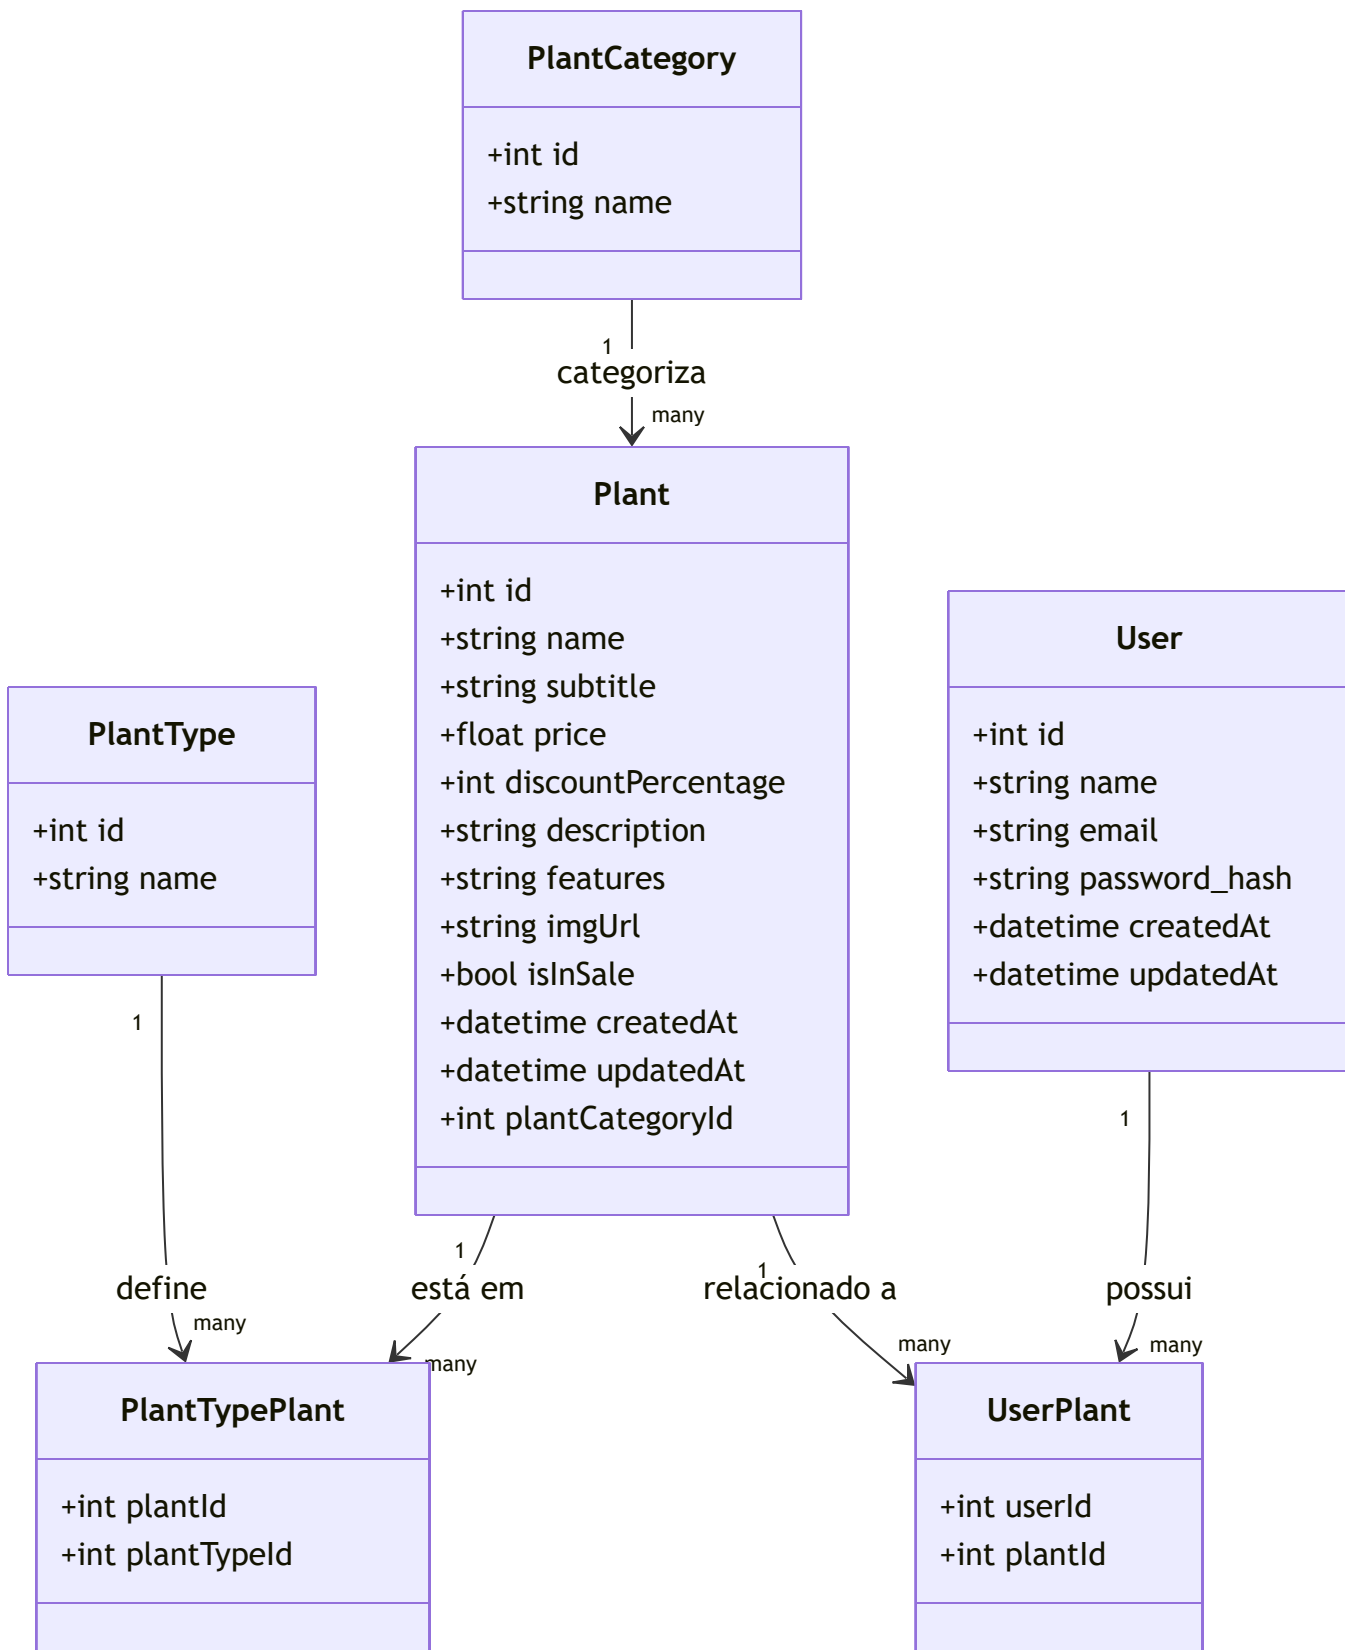 PlantCategory
+int id
+string name
1
categoriza
many
Plant
+int id
+string name
+string subtitle
+float price
+int discountPercentage
+string description
+string features
+string imgUrl
+bool isInSale
+datetime createdAt
+datetime updatedAt
+int plantCategoryId
User
+int id
+string name
+string email
+string password_hash
+datetime createdAt
+datetime updatedAt
PlantType
+int id
+string name
1
define
many
1
está em
many
1
relacionado a
many
1
possui
many
PlantTypePlant
+int plantId
+int plantTypeId
UserPlant
+int userId
+int plantId